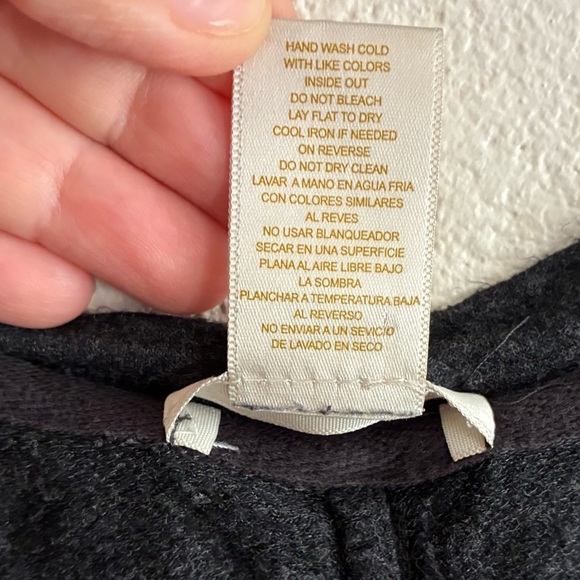 HAND WASH COLD
WITH LIKE COLORS
INSIDE OUT
DO NOT BLEACH
LAY FLAT TO DRY
COOL IRON IF NEEDED
ON REVERSE
DO NOT DRY CLEAN
LAVAR A MANO EN AGUA FRIA
CON COLORES SIMILARES
AL REVES
NO USAR BLANQUEADOR
SECAR EN UNA SUPERFICIE
PLANA AL AIRE LIBRE BAJO
LA SOMBRA
PLANCHAR A TEMPERATURA BAJA
AL REVERSO
NO ENVIAR A UN SEVICIO
DE LAVADO EN SECO